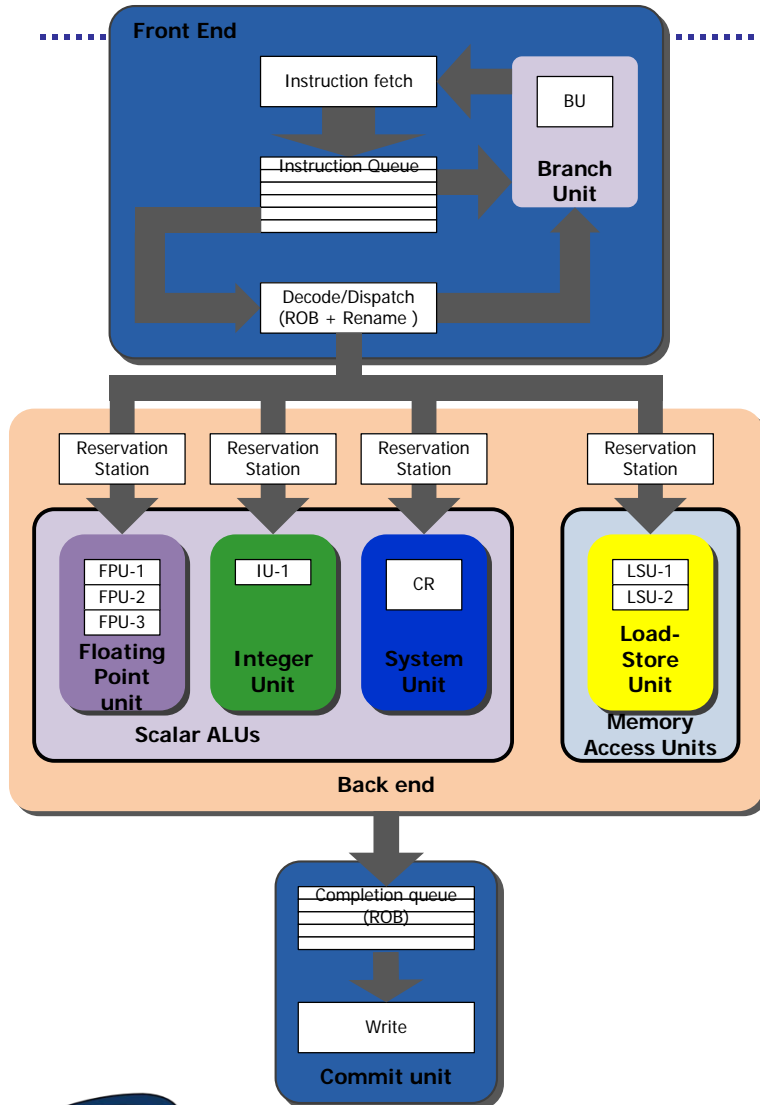 Front End
Instruction fetch
BU
Branch
Unit
Instruction Queue
Decode/Dispatch
(ROB + Rename )
Reservation
Station
Reservation
Station
Reservation
Station
Reservation
Station
FPU-1
FPU-2
FPU-3
Floating
Point
unit
IU-1
Integer
Unit
CR
System
Unit
Scalar ALUs
LSU-1
LSU-2
Load-
Store
Unit
Memory
Access Units
Back end
Completion queue
(ROB)
Write
Commit unit